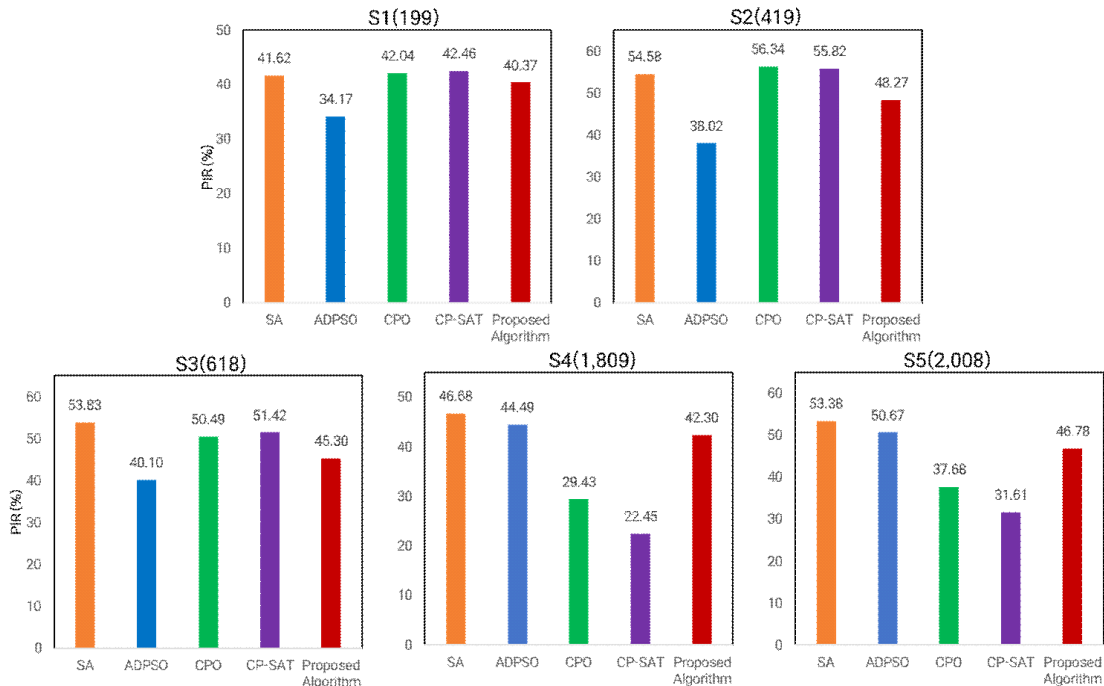 S1(199)
PIR(%)
50
40
30
20
10
0
41.62
34.17
42.04
42.46
40.37
SA
ADPSO
CPO
CP-SAT
Proposed
Algorithm
S2(419)
60
50
40
30
20
10
0
54.58
38.02
56.34
55.82
48.27
SA
ADPSO
CPO
CP-SAT
Proposed
Algorithm
S3(618)
PIR(%)
60
50
40
30
20
10
0
53.83
40.10
50.49
51.42
45.30
SA
ADPSO
CPO
CP-SAT
Proposed
Algorithm
S4(1,809)
50
40
30
20
10
0
46.68
44.49
29.43
22.45
42.30
SA
ADPSO
CPO
CP-SAT
Proposed
Algorithm
S5(2,008)
60
50
40
30
20
10
0
53.38
50.67
37.68
31.61
46.78
SA
ADPSO
CPO
CP-SAT
Proposed
Algorithm